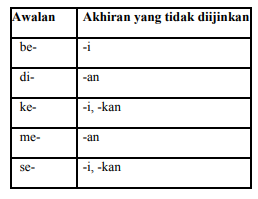 Awalan Akhiran yang tidak diijinkan
be- -i
di- -an
ke- -i, -kan
me- -an
se- -i, -kan